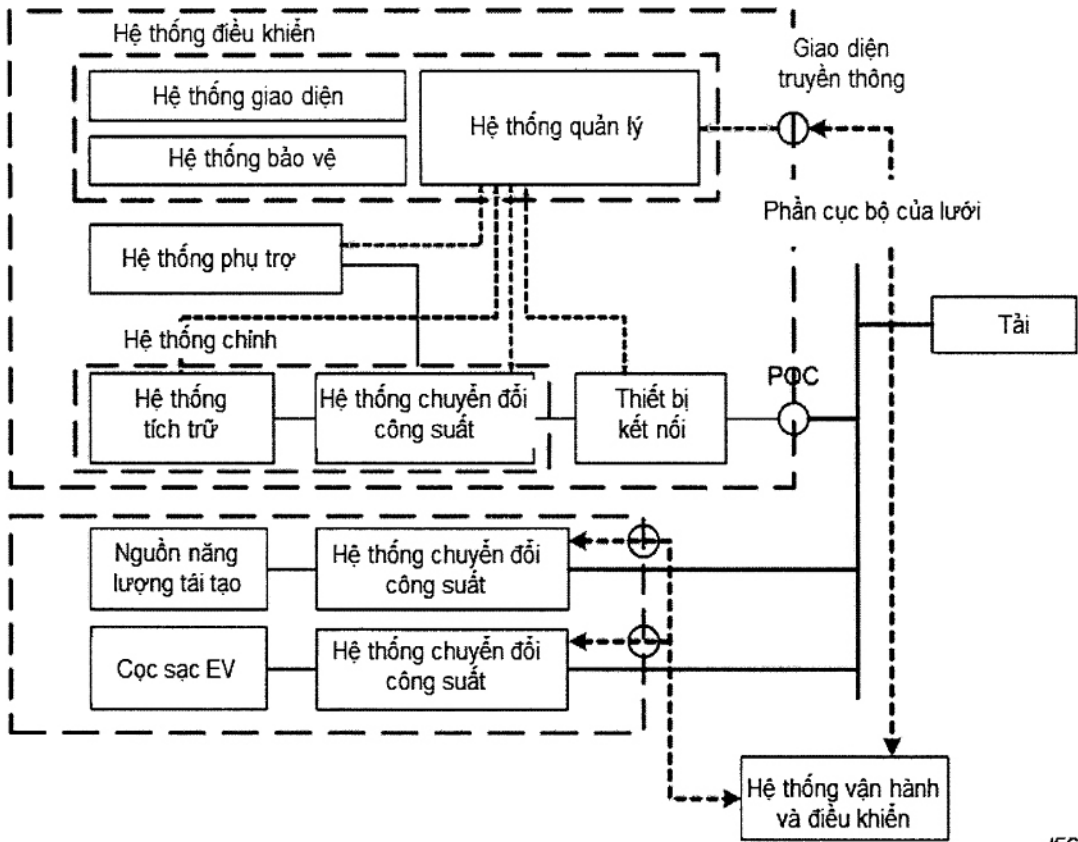 Hệ thống điều khiển
Giao diện
truyền thông
Hệ thống giao diện
Hệ thống quản lý
Hệ thống bảo vệ
Phần cục bộ của lưới
Hệ thống phụ trợ
Tải
Hệ thống chính
POC
Hệ thống
tích trữ
Hệ thống chuyển đổi
công suất
Thiết bị
kết nối
Nguồn năng
lượng tái tạo
Hệ thống chuyển đổi
công suất
Cọc sạc EV
Hệ thống chuyển đổi
công suất
Hệ thống vận hành
và điều khiển